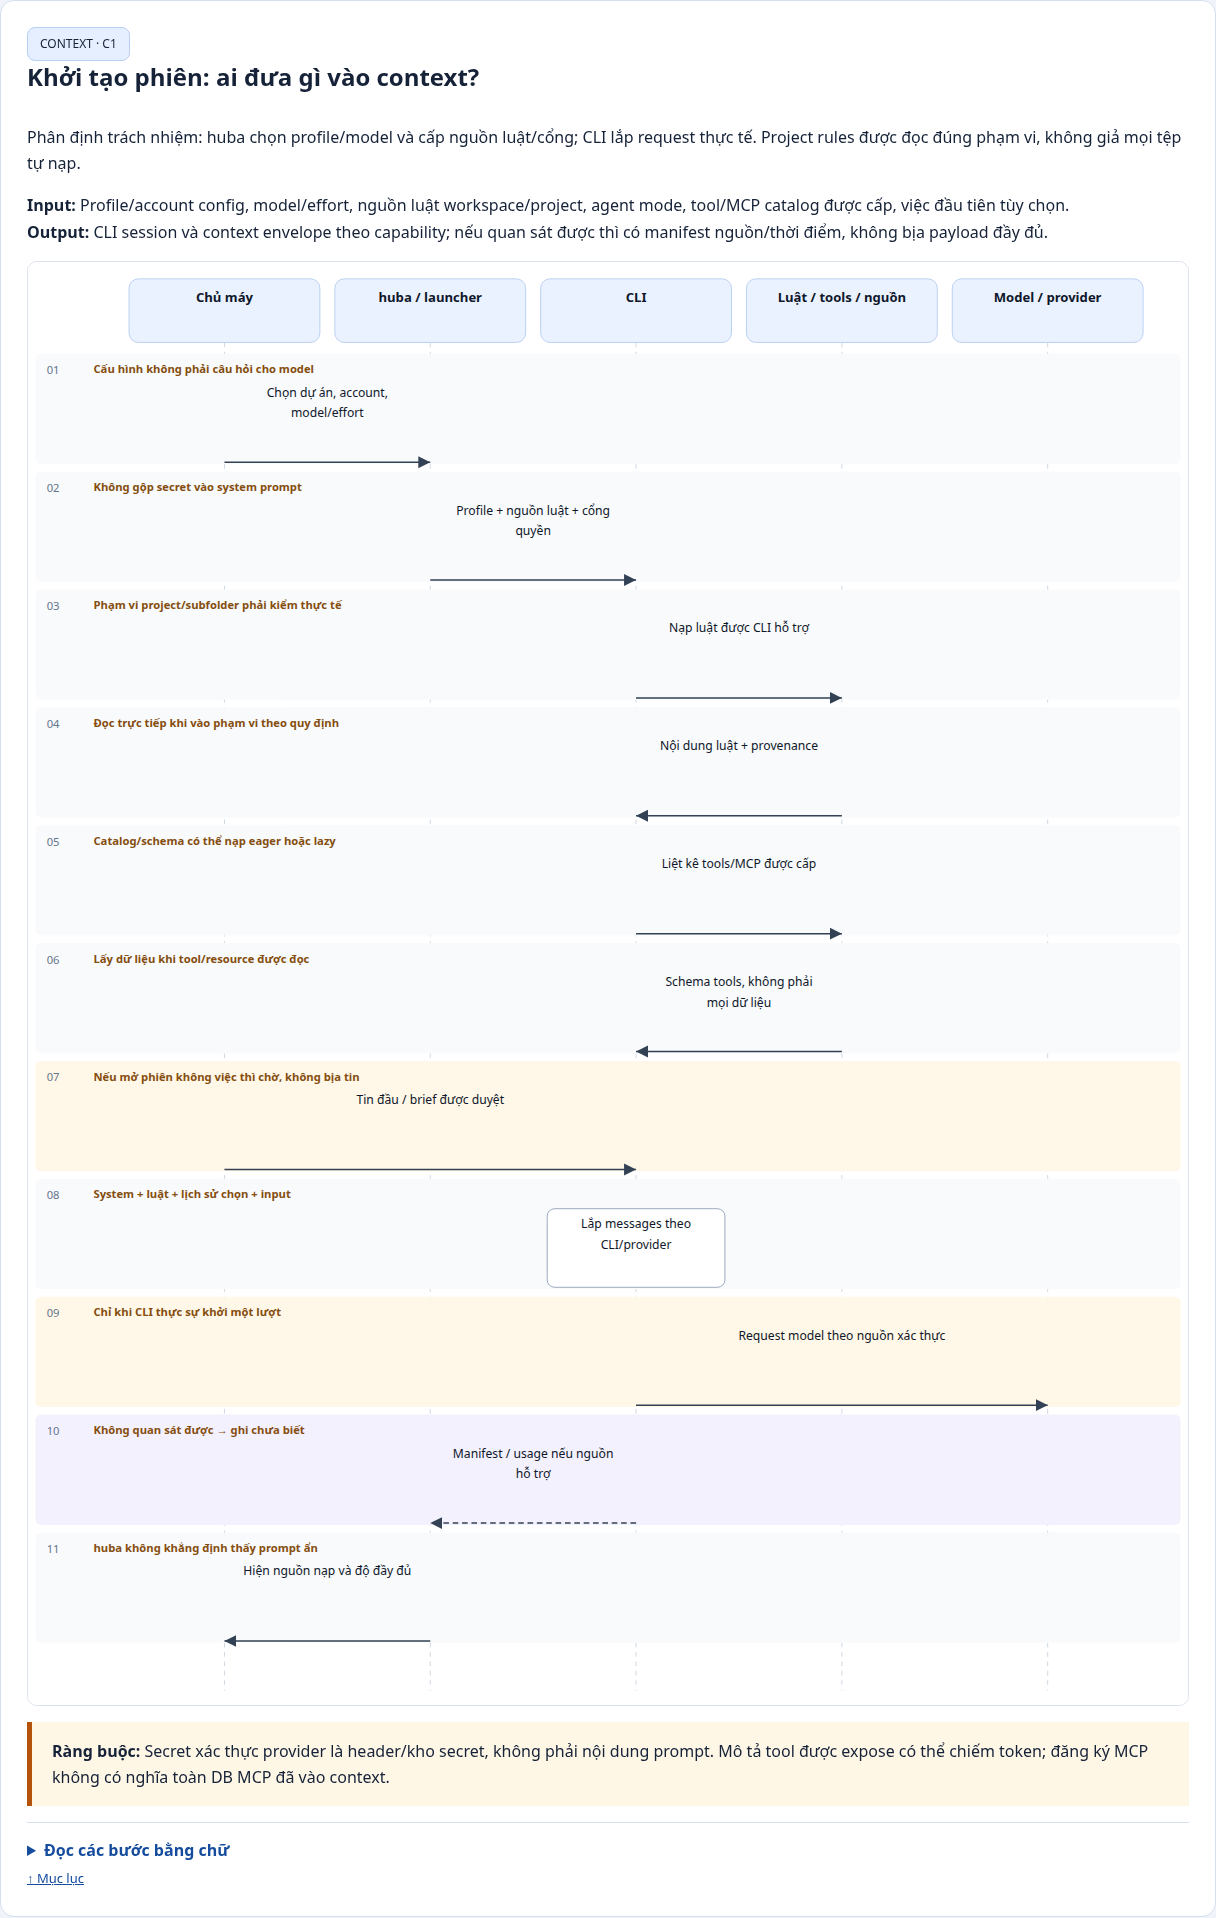 CONTEXT · C1
Khởi tạo phiên: ai đưa gì vào context?
Phân định trách nhiệm: huba chọn profile/model và cấp nguồn luật/cổng; CLI lắp request thực tế. Project rules được đọc đúng phạm vi, không giả mọi tệp
tự nạp.
Input: Profile/account config, model/effort, nguồn luật workspace/project, agent mode, tool/MCP catalog được cấp, việc đầu tiên tùy chọn.
Output: CLI session và context envelope theo capability; nếu quan sát được thì có manifest nguồn/thời điểm, không bịa payload đầy đủ.
Chủ máy
huba / launcher
CLI
Luật / tools / nguồn
Model / provider
01
Cấu hình không phải câu hỏi cho model
Chọn dự án, account,
model/effort
02
Không gộp secret vào system prompt
Profile + nguồn luật + cổng
quyền
03
Phạm vi project/subfolder phải kiểm thực tế
Nạp luật được CLI hỗ trợ
04
Đọc trực tiếp khi vào phạm vi theo quy định
Nội dung luật + provenance
05
Catalog/schema có thể nạp eager hoặc lazy
Liệt kê tools/MCP được cấp
06
Lấy dữ liệu khi tool/resource được đọc
Schema tools, không phải
mọi dữ liệu
07
Nếu mở phiên không việc thì chờ, không bịa tin
Tin đầu / brief được duyệt
08
System + luật + lịch sử chọn + input
Lắp messages theo
CLI/provider
09
Chỉ khi CLI thực sự khởi một lượt
Request model theo nguồn xác thực
10
Không quan sát được → ghi chưa biết
Manifest / usage nếu nguồn
hỗ trợ
11
huba không khẳng định thấy prompt ẩn
Hiện nguồn nạp và độ đầy đủ
Ràng buộc: Secret xác thực provider là header/kho secret, không phải nội dung prompt. Mô tả tool được expose có thể chiếm token; đăng ký MCP
không có nghĩa toàn DB MCP đã vào context.
▶ Đọc các bước bằng chữ
↑ Mục lục